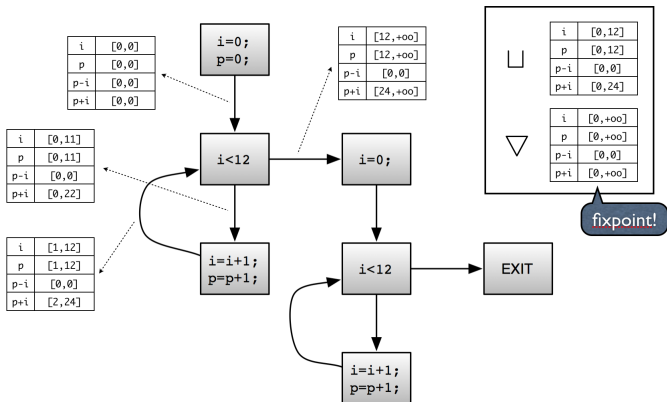 i [0,0]
p [0,0]
p-i [0,0]
p+i [0,0]
i=0;
p=0;
i [12,+oo]
p [12,+oo]
p-i [0,0]
p+i [24,+oo]
i [0,12]
p [0,12]
p-i [0,0]
p+i [0,24]
i [0,+oo]
p [0,+oo]
p-i [0,0]
p+i [0,+oo]
fixpoint!
i [0,11]
p [0,11]
p-i [0,0]
p+i [0,22]
i<12
i=0;
i [1,12]
p [1,12]
p-i [0,0]
p+i [2,24]
i=i+1;
p=p+1;
i<12
EXIT
i=i+1;
p=p+1;